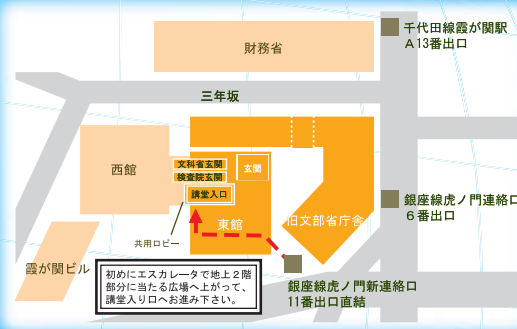 千代田線霞が関駅
A13番出口
財務省
三年坂
西館
文科省玄関
検査院玄関
講堂入口
玄関
東館
旧文部省庁舎
銀座線虎ノ門連絡口
6番出口
共用ロビー
霞が関ビル
初めにエスカレータで地上2階
部分に当たる広場へ上がって、
講堂入り口へお進み下さい。
銀座線虎ノ門新連絡口
11番出口直結